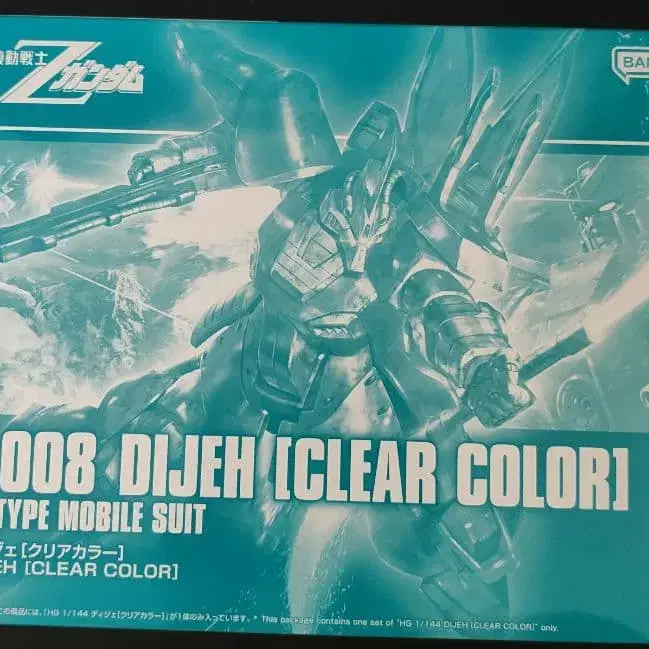 機動戦士
Zガンダム
BAN
008 DIJEH [CLEAR COLOR]
TYPE MOBILE SUIT
ジェ[クリアカラー]
EH [CLEAR COLOR]
この商品には、「HG 1/144 ディジェ[クリアカラー]」が1体のみ入っています。* This package contains one set of "HG 1/144 DIJEH [CLEAR COLOR]" only.